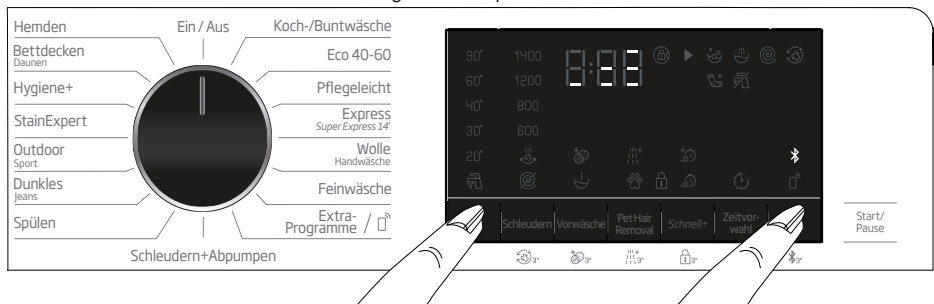 Hemden
Ein / Aus
Koch-/Buntwäsche
Bettdecken
Daunen
Eco 40-60
Hygiene+
Pflegeleicht
StainExpert
Express
Super Express 14'
Outdoor
Sport
Wolle
Handwäsche
Dunkles
Jeans
Feinwäsche
Spülen
Extra-
Programme /
Schleudern+Abpumpen
90° 1400
60° 1200
40° 800
30° 600
20°
Schleudern
Vorwäsche
PetHair
Removal
Schnell+
Zeitvor-
wahl
Start/
Pause
3" 3" 3" 3" 3"